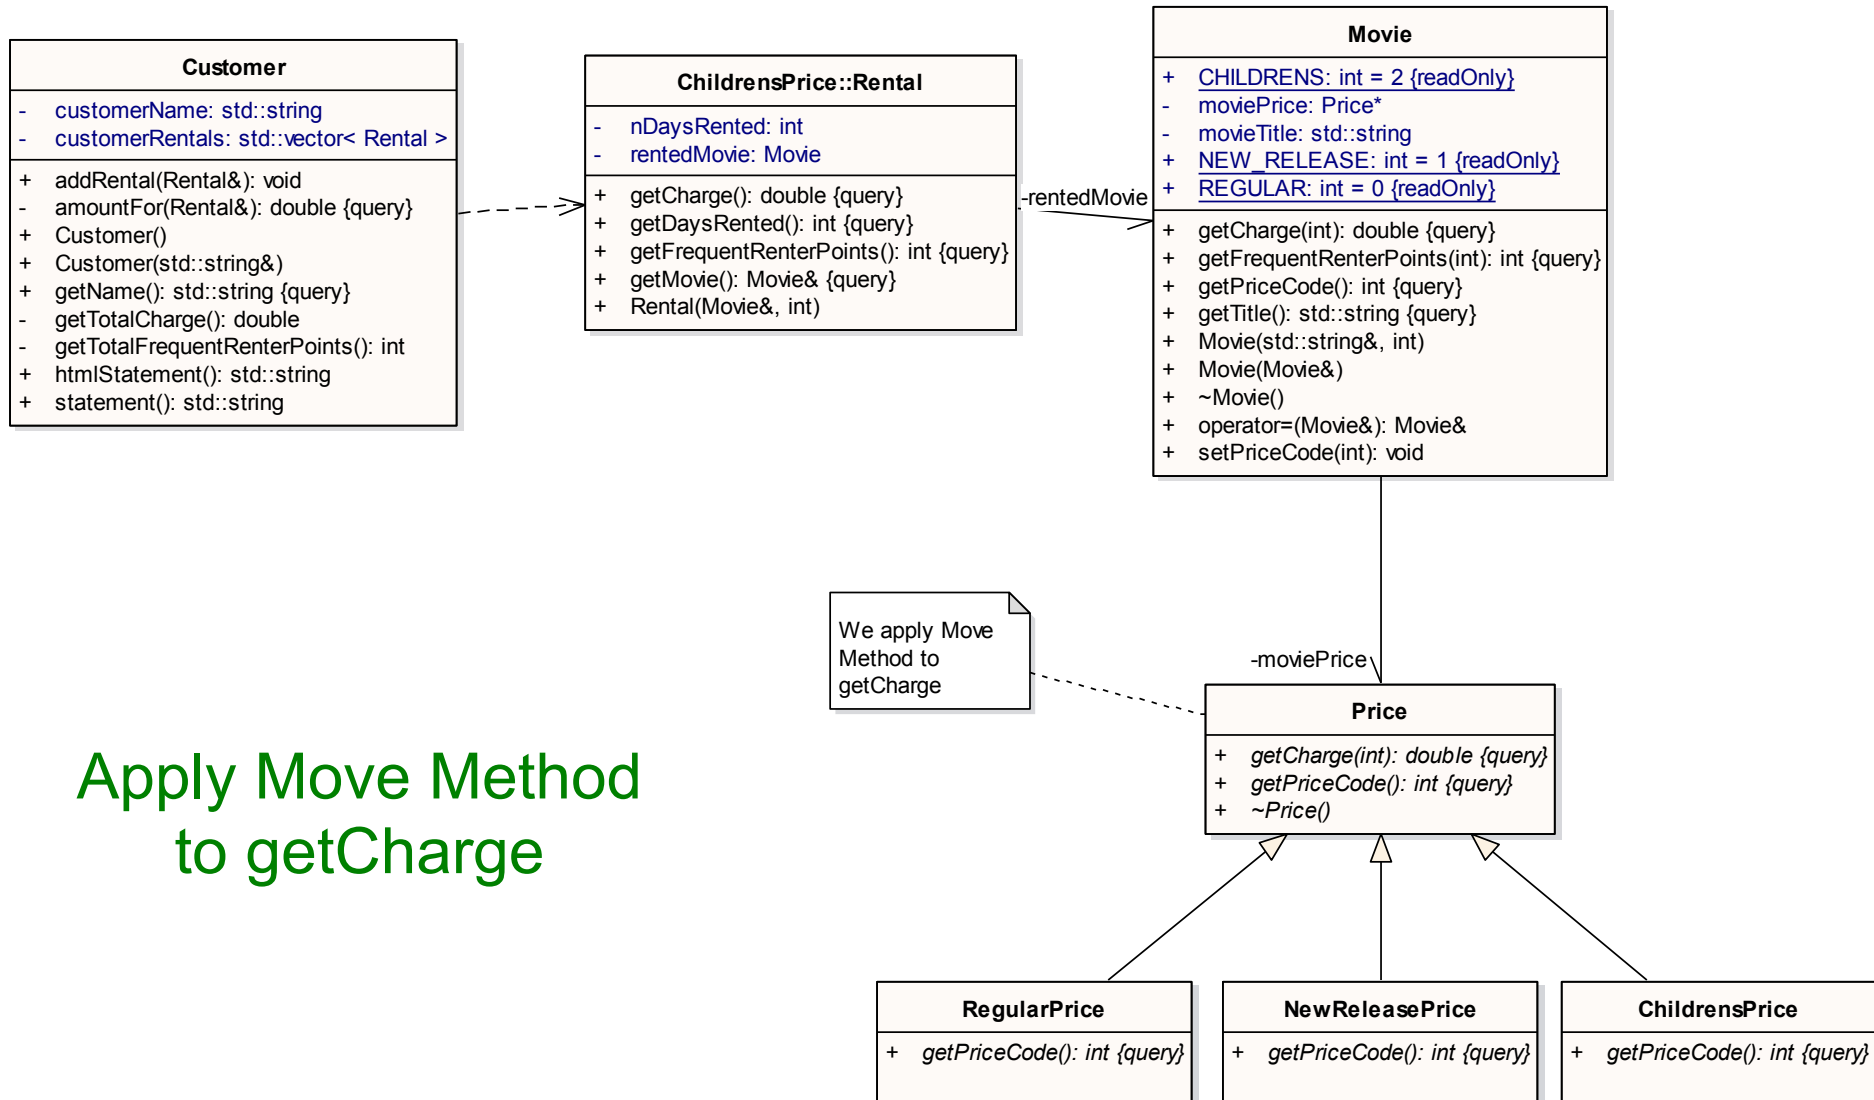 Customer
- customerName: std::string
- customerRentals: std::vector< Rental >
+ addRental(Rental&): void
- amountFor(Rental&): double {query}
+ Customer()
+ Customer(std::string&)
+ getName(): std::string {query}
- getTotalCharge(): double
- getTotalFrequentRenterPoints(): int
+ htmlStatement(): std::string
+ statement(): std::string
ChildrensPrice::Rental
- nDaysRented: int
- rentedMovie: Movie
+ getCharge(): double {query}
+ getDaysRented(): int {query}
+ getFrequentRenterPoints(): int {query}
+ getMovie(): Movie& {query}
+ Rental(Movie&, int)
-rentedMovie
Movie
+ CHILDRENS: int = 2 {readOnly}
- moviePrice: Price*
- movieTitle: std::string
+ NEW_RELEASE: int = 1 {readOnly}
+ REGULAR: int = 0 {readOnly}
+ getCharge(int): double {query}
+ getFrequentRenterPoints(int): int {query}
+ getPriceCode(): int {query}
+ getTitle(): std::string {query}
+ Movie(std::string&, int)
+ Movie(Movie&)
+ ~Movie()
+ operator=(Movie&): Movie&
+ setPriceCode(int): void
We apply Move
Method to
getCharge
-moviePrice
Price
+ getCharge(int): double {query}
+ getPriceCode(): int {query}
+ ~Price()
Apply Move Method
to getCharge
RegularPrice
+ getPriceCode(): int {query}
NewReleasePrice
+ getPriceCode(): int {query}
ChildrensPrice
+ getPriceCode(): int {query}